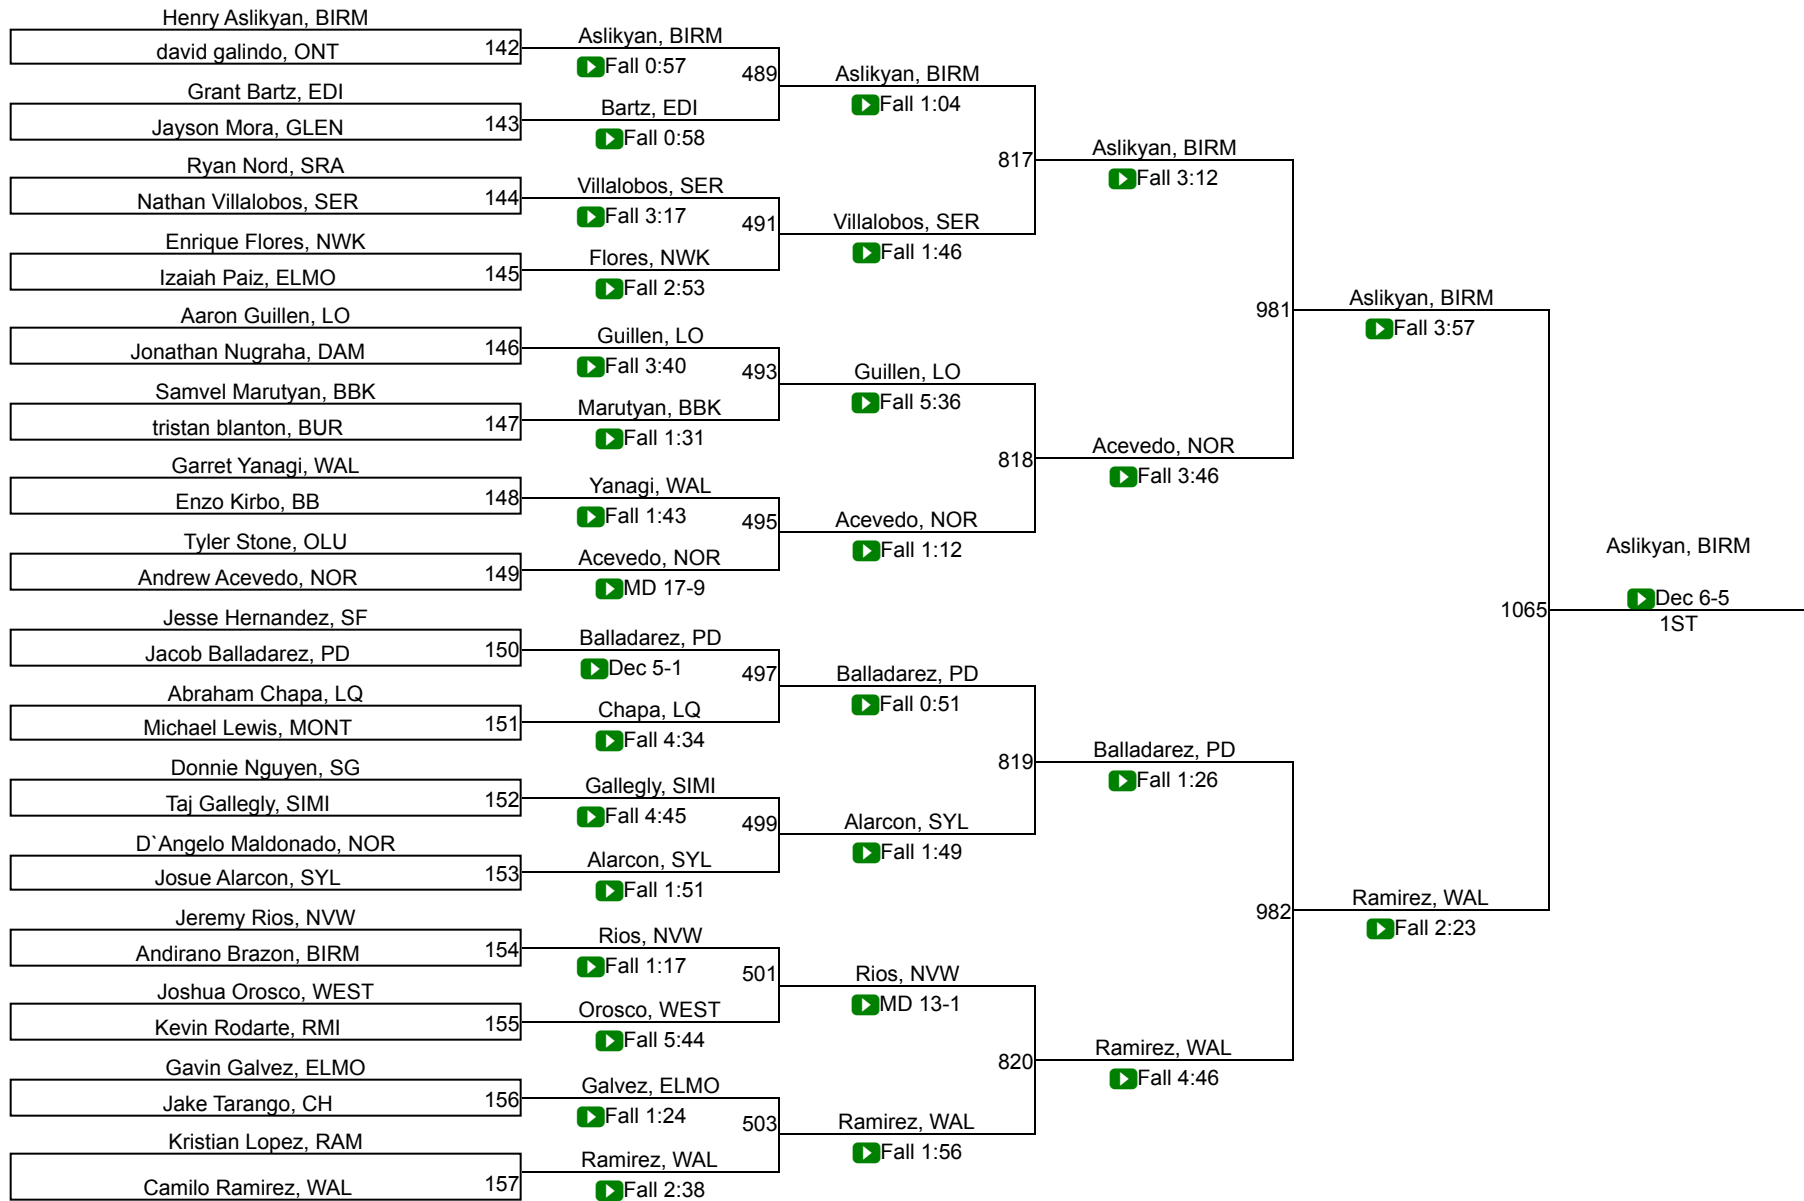 Henry Aslikyan, BIRM
david galindo, ONT
142
Grant Bartz, EDI
Jayson Mora, GLEN
143
Ryan Nord, SRA
Nathan Villalobos, SER
144
Enrique Flores, NWK
Izaiah Paiz, ELMO
145
Aaron Guillen, LO
Jonathan Nugraha, DAM
146
Samvel Marutyan, BBK
tristan blanton, BUR
147
Garret Yanagi, WAL
Enzo Kirbo, BB
148
Tyler Stone, OLU
Andrew Acevedo, NOR
149
Jesse Hernandez, SF
Jacob Balladarez, PD
150
Abraham Chapa, LQ
Michael Lewis, MONT
151
Donnie Nguyen, SG
Taj Gallegly, SIMI
152
D`Angelo Maldonado, NOR
Josue Alarcon, SYL
153
Jeremy Rios, NVW
Andirano Brazon, BIRM
154
Joshua Orosco, WEST
Kevin Rodarte, RMI
155
Gavin Galvez, ELMO
Jake Tarango, CH
156
Kristian Lopez, RAM
Camilo Ramirez, WAL
157
Aslikyan, BIRM
Fall 0:57
489
Bartz, EDI
Fall 0:58
Villalobos, SER
Fall 3:17
491
Flores, NWK
Fall 2:53
Guillen, LO
Fall 3:40
493
Marutyan, BBK
Fall 1:31
Yanagi, WAL
Fall 1:43
495
Acevedo, NOR
MD 17-9
Balladarez, PD
Dec 5-1
497
Chapa, LQ
Fall 4:34
Gallegly, SIMI
Fall 4:45
499
Alarcon, SYL
Fall 1:51
Rios, NVW
Fall 1:17
501
Orosco, WEST
Fall 5:44
Galvez, ELMO
Fall 1:24
503
Ramirez, WAL
Fall 2:38
Aslikyan, BIRM
Fall 1:04
817
Villalobos, SER
Fall 1:46
Guillen, LO
Fall 5:36
818
Acevedo, NOR
Fall 1:12
Balladarez, PD
Fall 0:51
819
Alarcon, SYL
Fall 1:49
Rios, NVW
MD 13-1
820
Ramirez, WAL
Fall 1:56
Aslikyan, BIRM
Fall 3:12
981
Acevedo, NOR
Fall 3:46
Balladarez, PD
Fall 1:26
982
Ramirez, WAL
Fall 4:46
Aslikyan, BIRM
Fall 3:57
1065
Ramirez, WAL
Fall 2:23
Aslikyan, BIRM
Dec 6-5
1ST